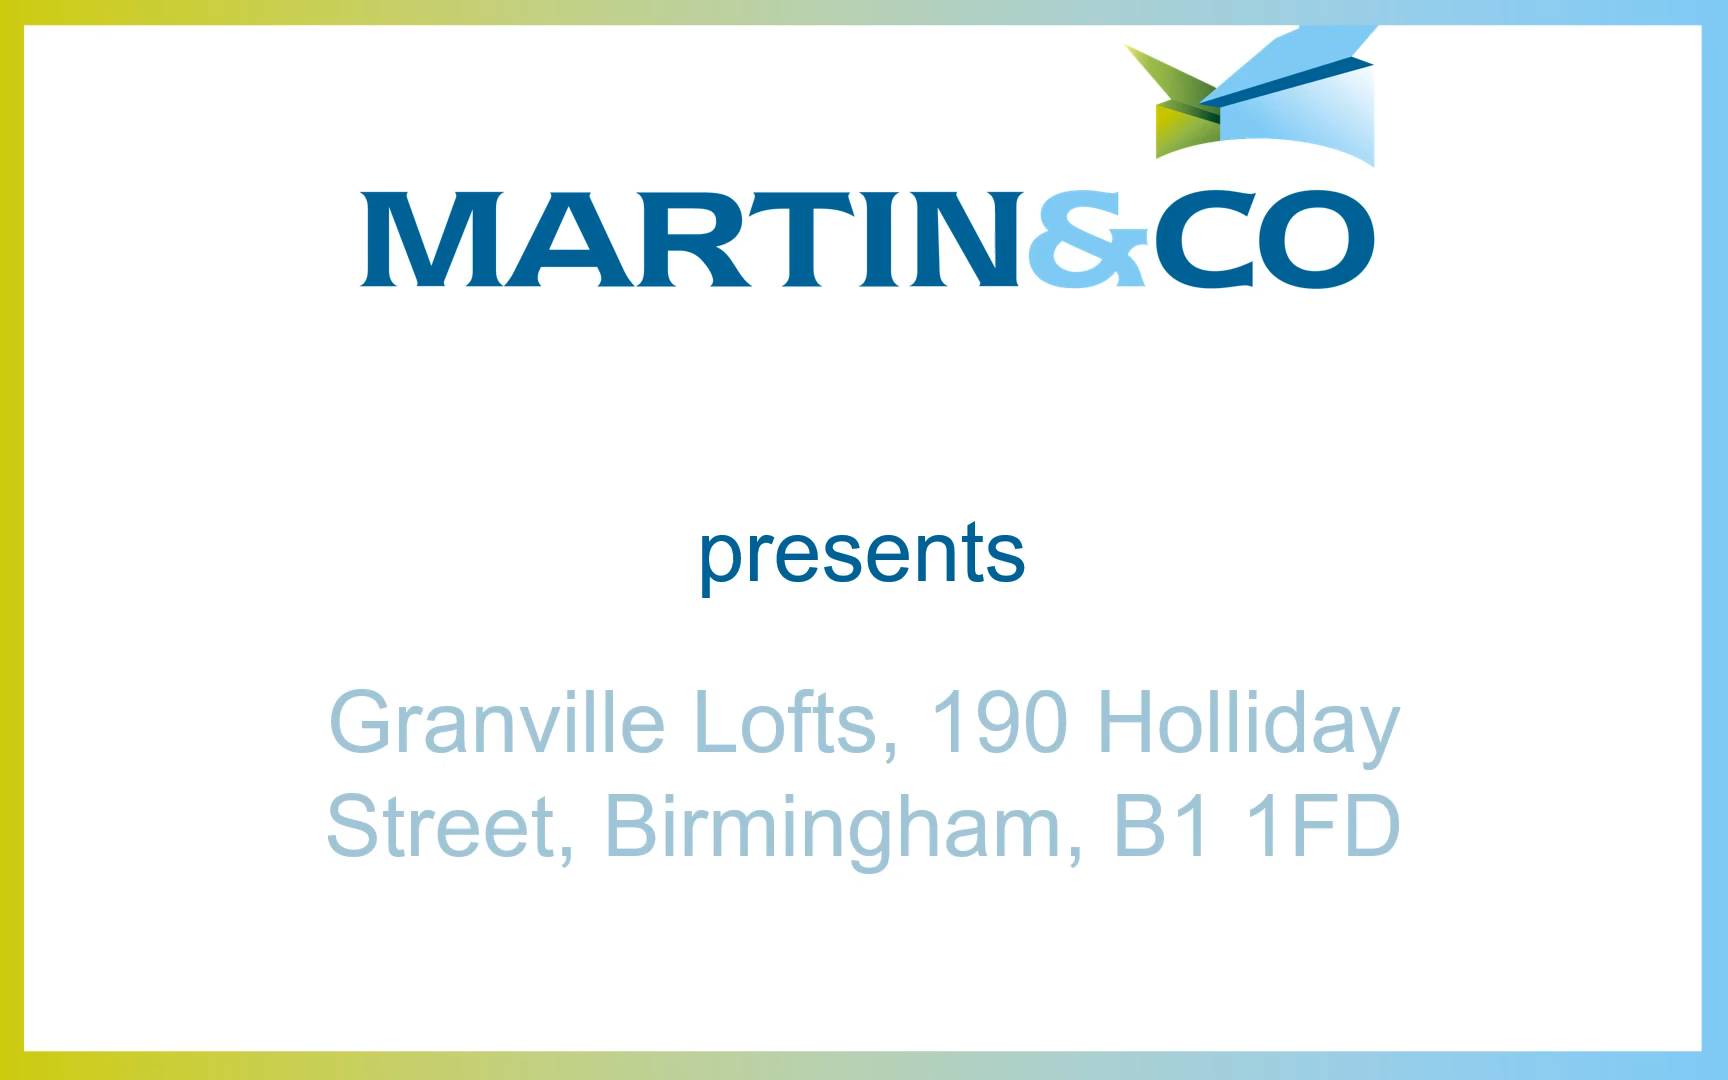 MARTIN&CO
presents
Granville Lofts, 190 Holliday
Street, Birmingham, B1 1FD